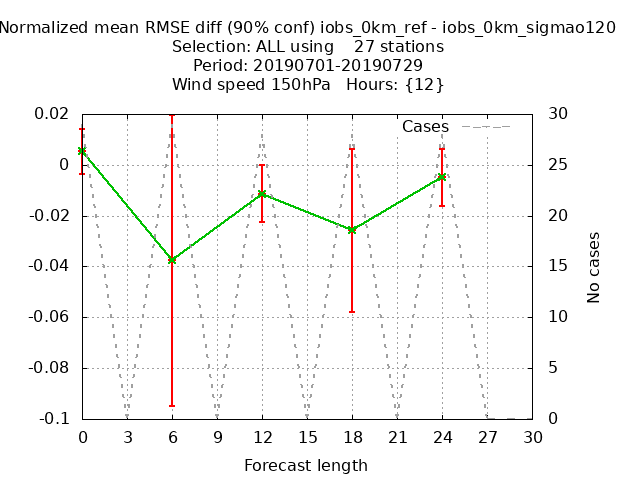 Normalized mean RMSE diff (90% conf) iobs_0km_ref - iobs_0km_sigmao120
Selection: ALL using    27 stations
Period: 20190701-20190729
Wind speed 150hPa   Hours: {12}
0.02
0
-0.02
-0.04
-0.06
-0.08
-0.1
Cases
30
25
20
15
10
5
0
No cases
0 3 6 9 12 15 18 21 24 27 30
Forecast length